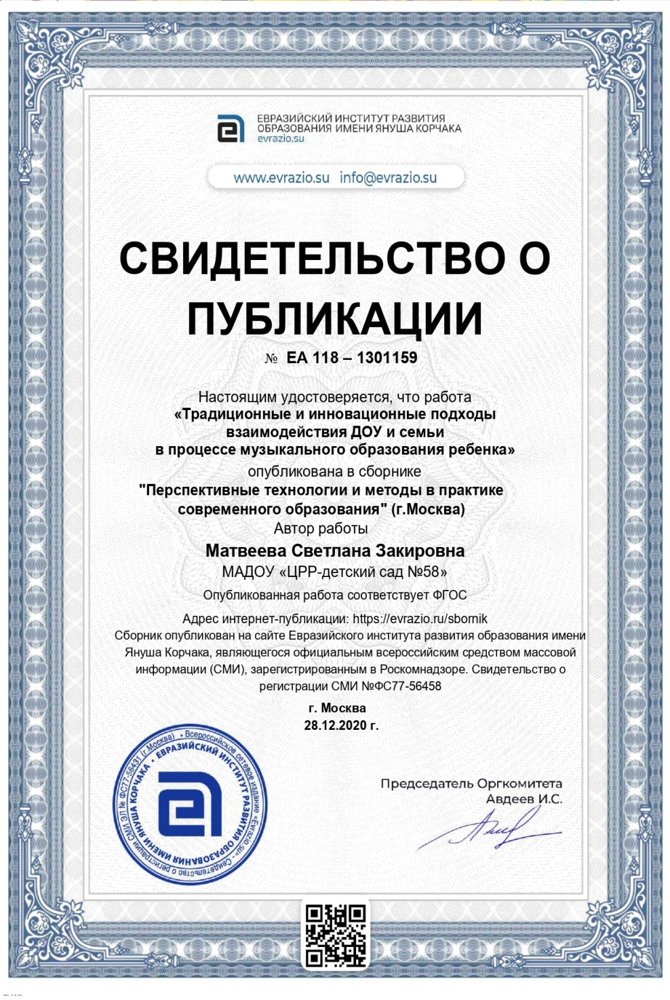 ЕВРАЗИЙСКИЙ ИНСТИТУТ РАЗВИТИЯ
ОБРАЗОВАНИЯ ИМЕНИ ЯНУША КОРЧАКА
evrazio.su
www.evrazio.su info@evrazio.su
СВИДЕТЕЛЬСТВО О
ПУБЛИКАЦИИ
№ ЕА 118 – 1301159
Настоящим удостоверяется, что работа
«Традиционные и инновационные подходы
взаимодействия ДОУ и семьи
в процессе музыкального образования ребенка»
опубликована в сборнике
"Перспективные технологии и методы в практике
современного образования" (г.Москва)
Автор работы
Матвеева Светлана Закировна
МАДОУ «ЦРР-детский сад №58»
Опубликованная работа соответствует ФГОС
Адрес интернет-публикации: https://evrazio.ru/sbornik
Сборник опубликован на сайте Евразийского института развития образования имени
Януша Корчака, являющегося официальным всероссийским средством массовой
информации (СМИ), зарегистрированным в Роскомнадзоре. Свидетельство о
регистрации СМИ №ФС77-56458
г. Москва
28.12.2020 г.
Председатель Оргкомитета
Авдеев И.С.
• Всероссийское сетевое издание «Evrazio.su» - Свидетельство о регистрации СМИ ЭЛ № ФС77-56431 (г.Москва)
• ЕВРАЗИЙСКИЙ ИНСТИТУТ РАЗВИТИЯ ОБРАЗОВАНИЯ ИМЕНИ ЯНУША КОРЧАКА